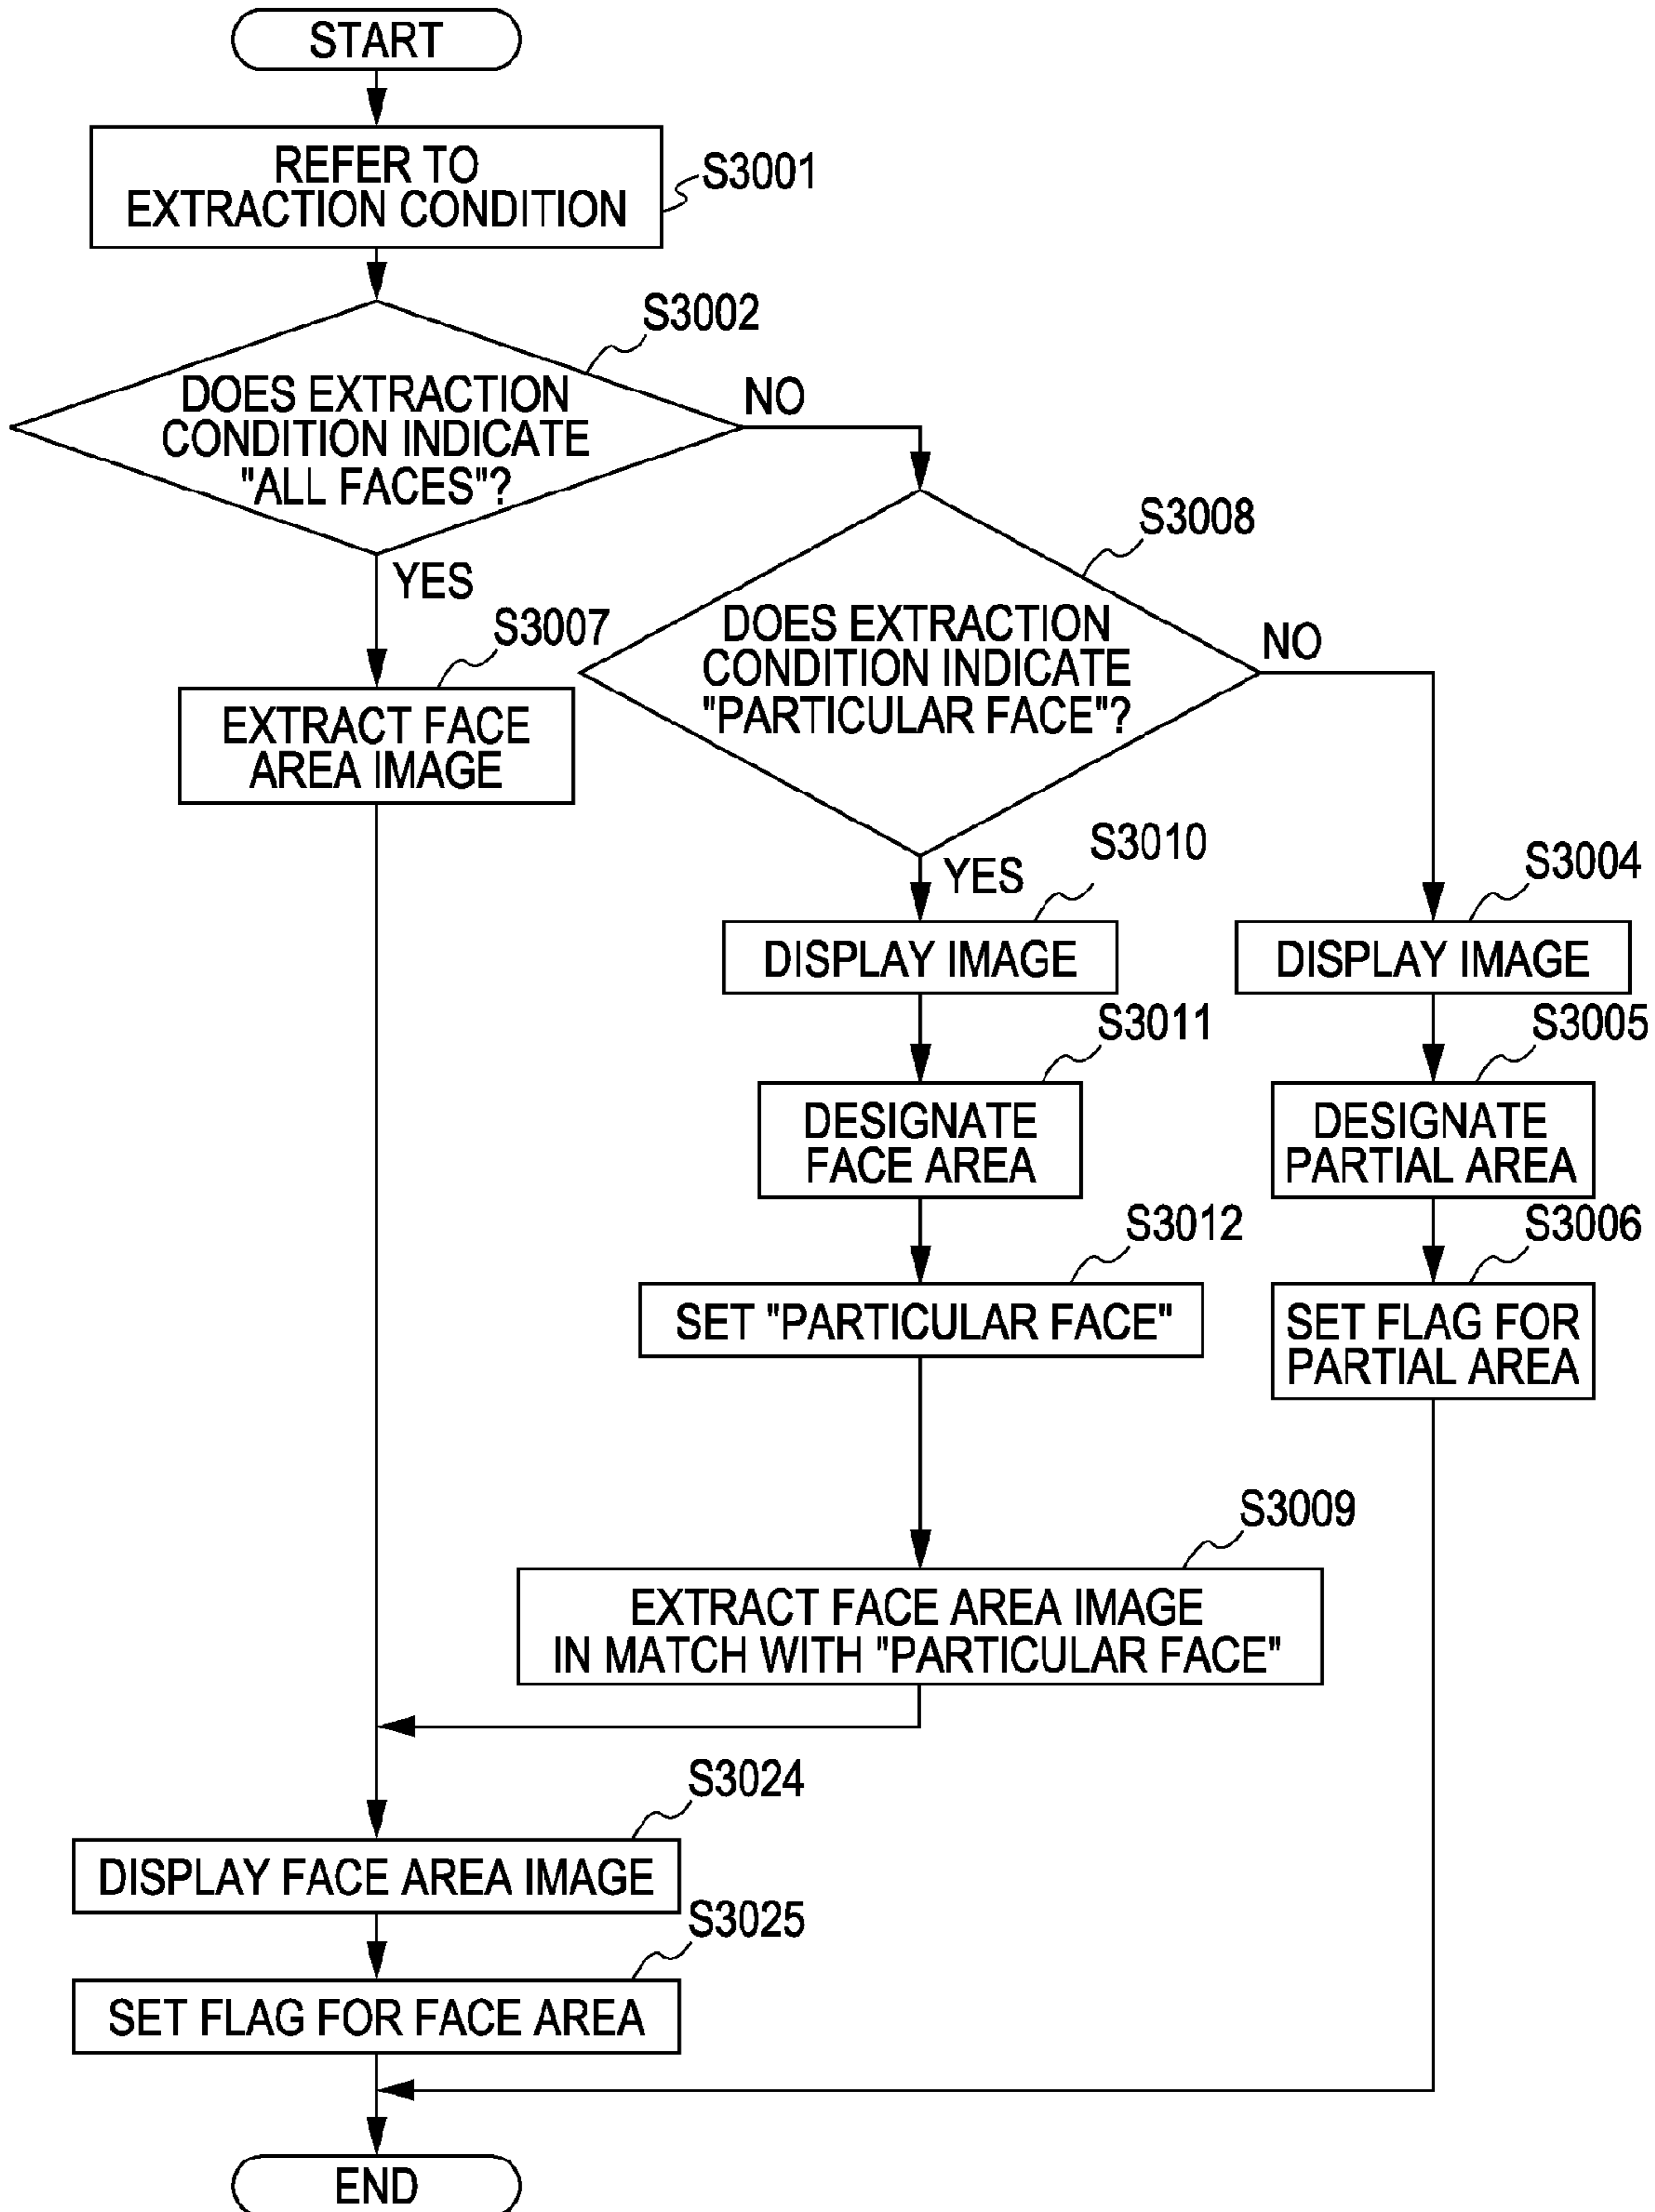 START
REFER TO
EXTRACTION CONDITION
S3001
S3002
DOES EXTRACTION
CONDITION INDICATE
"ALL FACES"?
NO
YES
S3007
EXTRACT FACE
AREA IMAGE
S3008
DOES EXTRACTION
CONDITION INDICATE
"PARTICULAR FACE"?
NO
YES
S3010
DISPLAY IMAGE
S3011
DESIGNATE
FACE AREA
S3012
SET "PARTICULAR FACE"
S3009
EXTRACT FACE AREA IMAGE
IN MATCH WITH "PARTICULAR FACE"
S3004
DISPLAY IMAGE
S3005
DESIGNATE
PARTIAL AREA
S3006
SET FLAG FOR
PARTIAL AREA
S3024
DISPLAY FACE AREA IMAGE
S3025
SET FLAG FOR FACE AREA
END